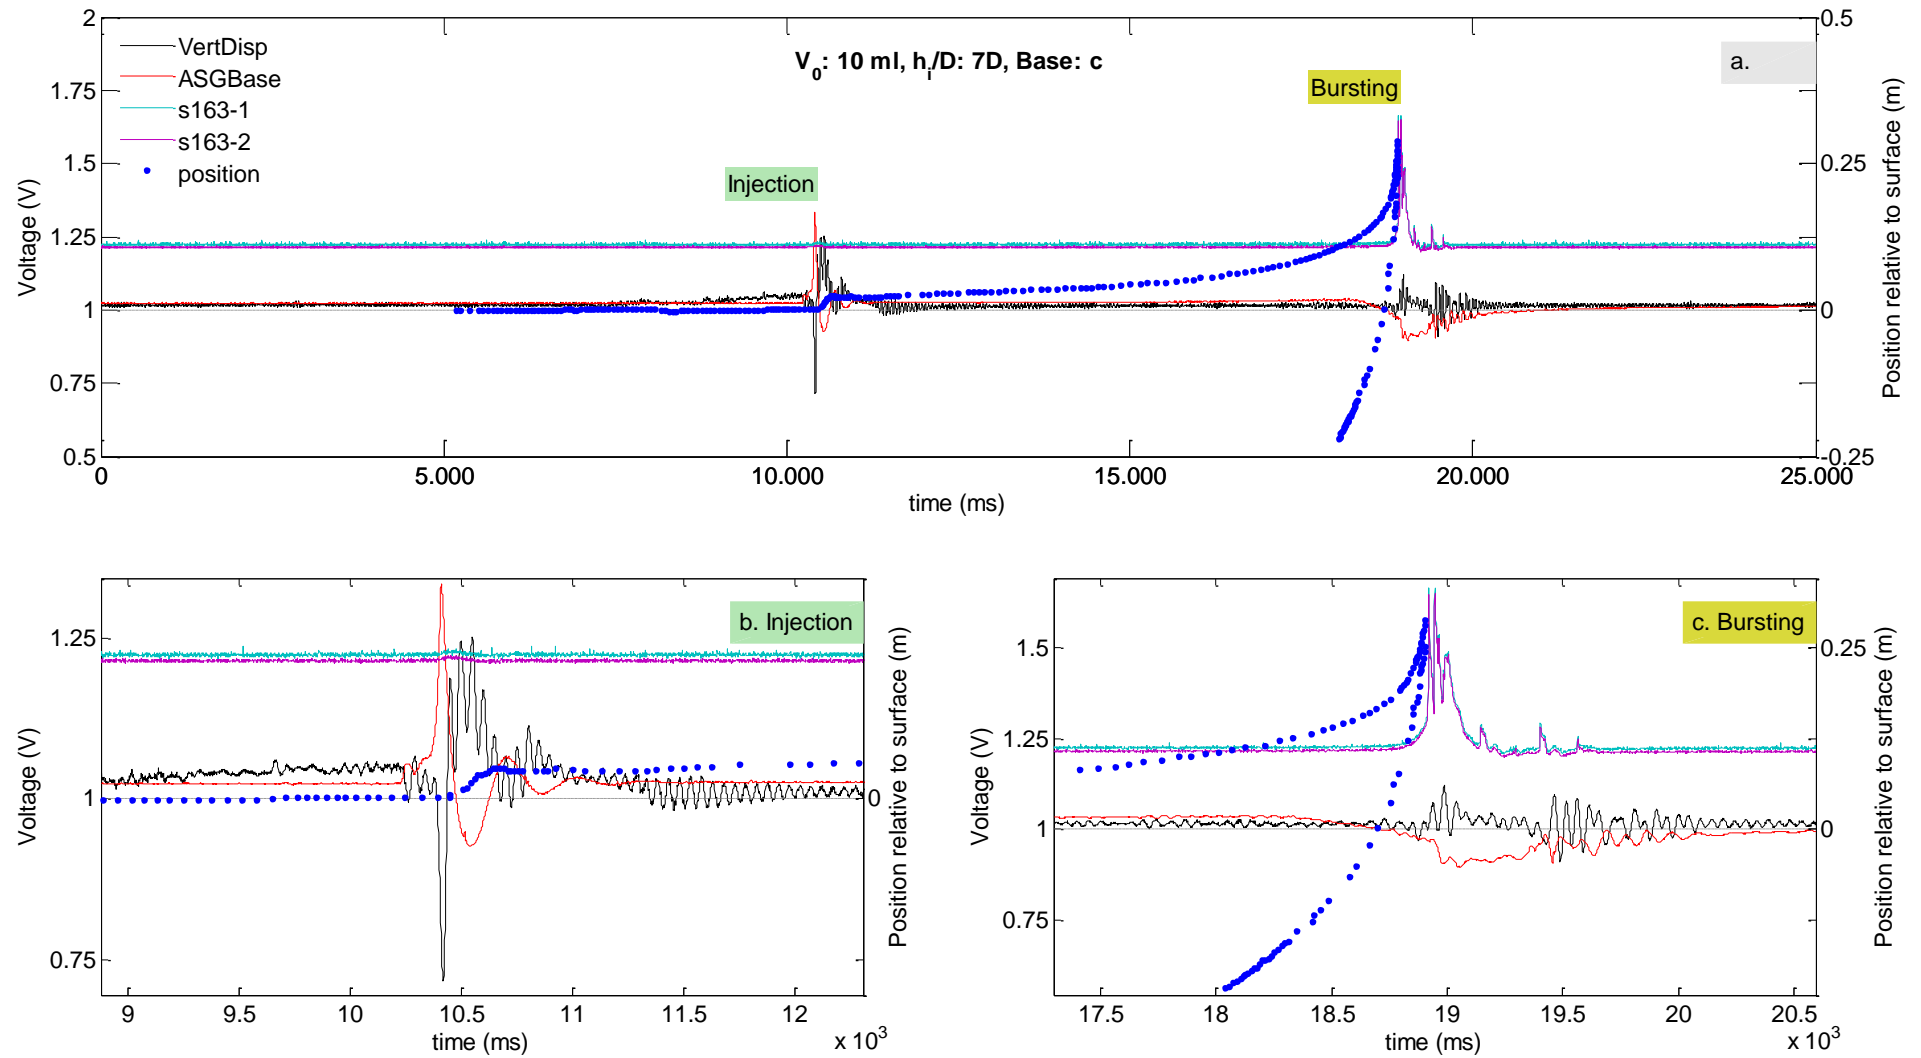 V0: 10 ml, hi/D: 7D, Base: c
a.
VertDisp
ASGBase
s163-1
s163-2
position
Injection
Bursting
2
1.75
1.5
1.25
1
0.75
0.5
Voltage (V)
0.5
0.25
0
-0.25
Position relative to surface (m)
0
5.000
10.000
15.000
20.000
25.000
time (ms)
b. Injection
1.25
1
0.75
Voltage (V)
0
Position relative to surface (m)
9
9.5
10
10.5
11
11.5
12
time (ms)
x 10^3
c. Bursting
1.5
1.25
1
0.75
Voltage (V)
0.25
0
Position relative to surface (m)
17.5
18
18.5
19
19.5
20
20.5
time (ms)
x 10^3